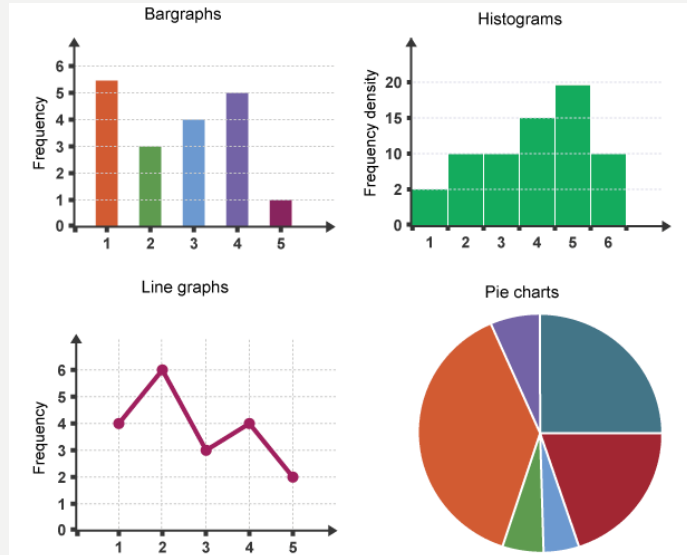 Bargraphs
Frequency
6
5
4
3
2
1
0
1 2 3 4 5
Histograms
Frequency density
20
15
10
2
0
1 2 3 4 5 6
Line graphs
Frequency
6
5
4
3
2
1
0
1 2 3 4 5
Pie charts